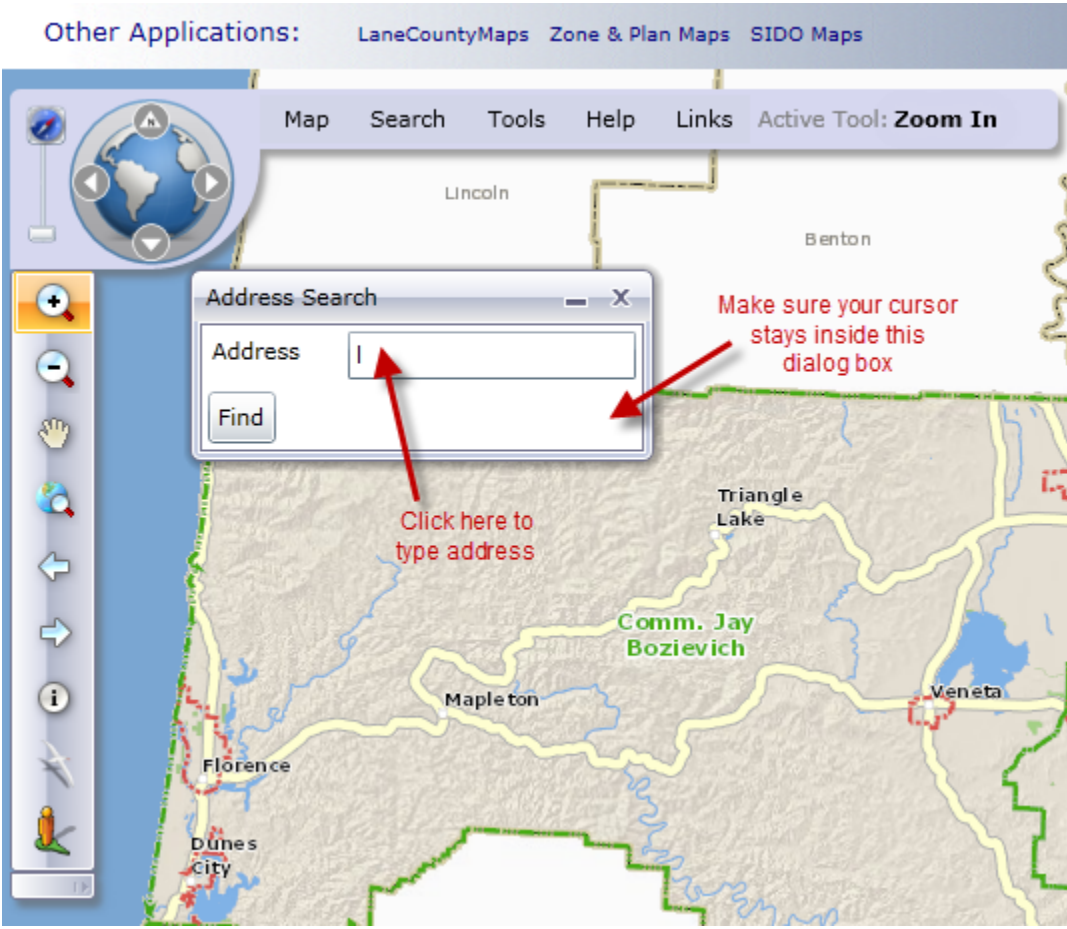 Other Applications: LaneCountyMaps Zone & Plan Maps SIDO Maps
N
Map Search Tools Help Links Active Tool: Zoom In
Lincoln
Benton
Address Search
Address
Find
Make sure your cursor
stays inside this
dialog box
Click here to
type address
Triangle
Lake
Comm. Jay
Bozievich
Mapleton
Veneta
Florence
Dunes
City